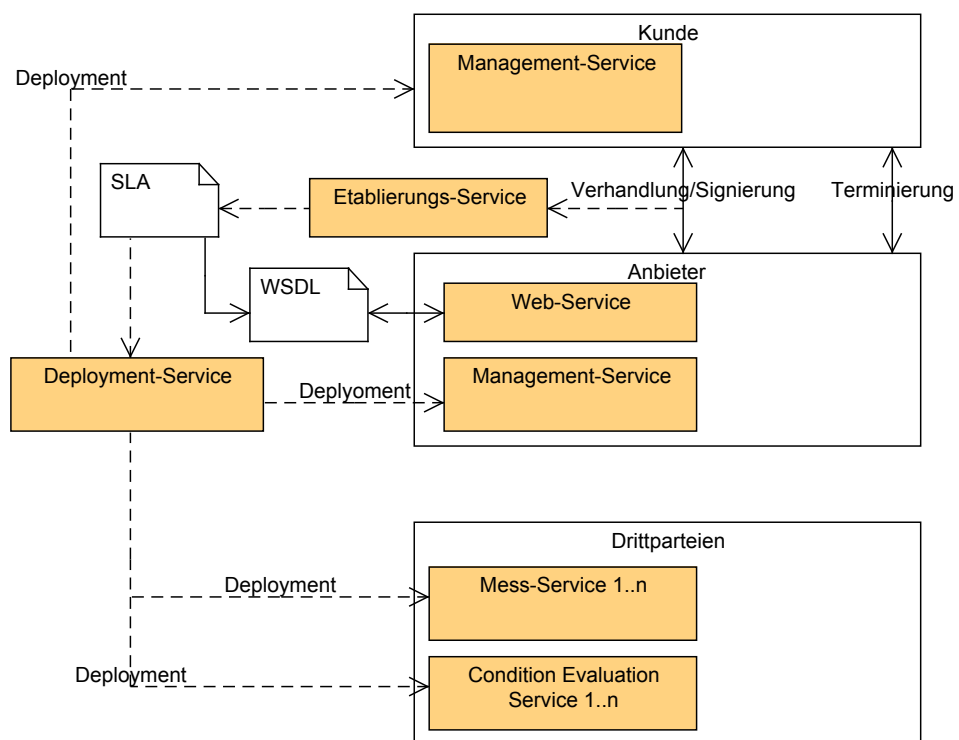 Kunde
Management-Service
Deployment
SLA
Etablierungs-Service
Verhandlung/Signierung
Terminierung
Anbieter
WSDL
Web-Service
Deployment-Service
Deplyoment
Management-Service
Drittparteien
Deployment
Mess-Service 1..n
Deployment
Condition Evaluation
Service 1..n